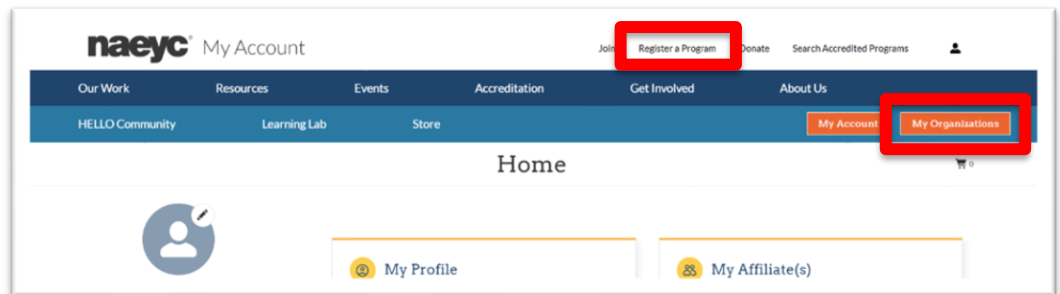 naeyc My Account
Join Register a Program Donate Search Accredited Programs
Our Work Resources Events Accreditation Get Involved About Us
HELLO Community Learning Lab Store My Account My Organizations
Home
0
My Profile My Affiliate(s)